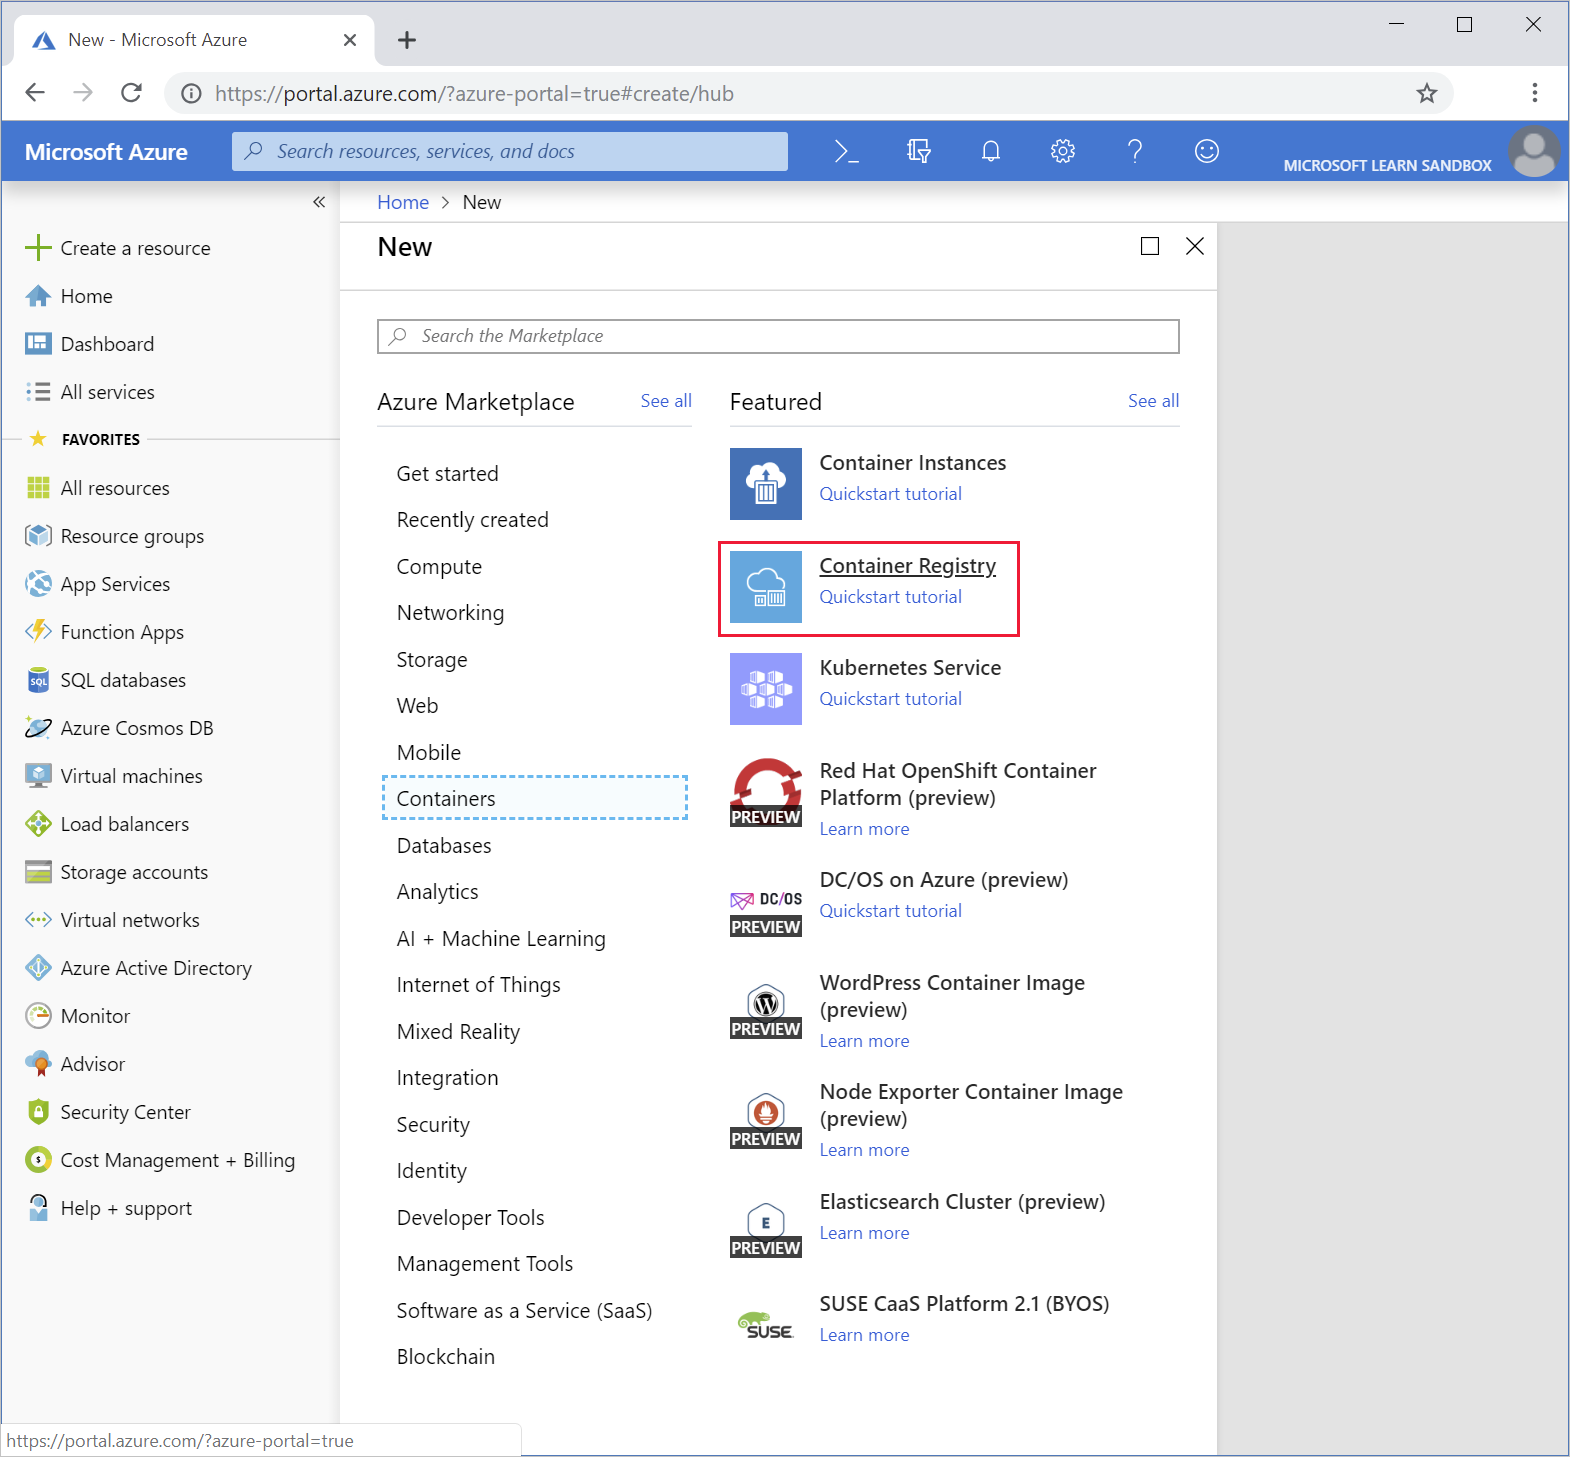 New - Microsoft Azure
https://portal.azure.com/?azure-portal=true#create/hub
Microsoft Azure
Search resources, services, and docs
MICROSOFT LEARN SANDBOX
Home > New
Create a resource
Home
Dashboard
All services
FAVORITES
All resources
Resource groups
App Services
Function Apps
SQL
SQL databases
Azure Cosmos DB
Virtual machines
Load balancers
Storage accounts
Virtual networks
Azure Active Directory
Monitor
Advisor
Security Center
Cost Management + Billing
Help + support
New
Search the Marketplace
Azure Marketplace
See all
Get started
Recently created
Compute
Networking
Storage
Web
Mobile
Containers
Databases
Analytics
AI + Machine Learning
Internet of Things
Mixed Reality
Integration
Security
Identity
Developer Tools
Management Tools
Software as a Service (SaaS)
Blockchain
Featured
See all
Container Instances
Quickstart tutorial
Container Registry
Quickstart tutorial
Kubernetes Service
Quickstart tutorial
PREVIEW
Red Hat OpenShift Container
Platform (preview)
Learn more
DC/OS
PREVIEW
DC/OS on Azure (preview)
Quickstart tutorial
W
PREVIEW
WordPress Container Image
(preview)
Learn more
PREVIEW
Node Exporter Container Image
(preview)
Learn more
E
PREVIEW
Elasticsearch Cluster (preview)
Learn more
SUSE
SUSE CaaS Platform 2.1 (BYOS)
Learn more
https://portal.azure.com/?azure-portal=true